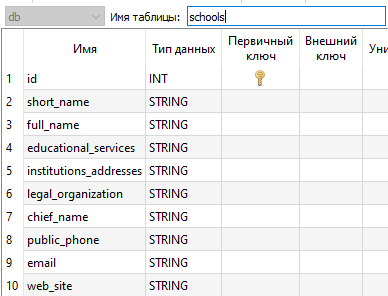 db Имя таблицы: schools
Имя Тип данных Первичный ключ Внешний ключ Уни
1 id INT
2 short_name STRING
3 full_name STRING
4 educational_services STRING
5 institutions_addresses STRING
6 legal_organization STRING
7 chief_name STRING
8 public_phone STRING
9 email STRING
10 web_site STRING